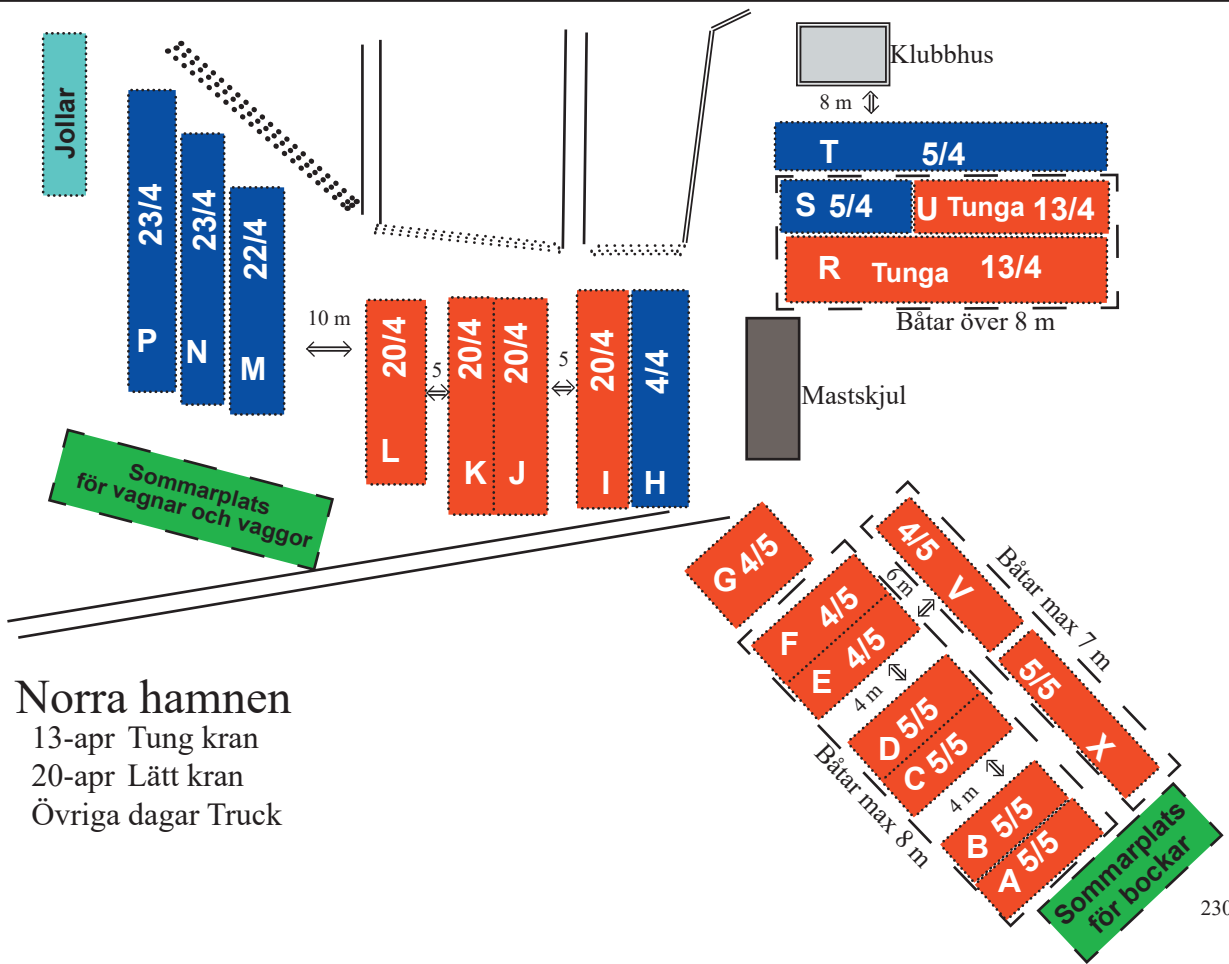 Jollar
P 23/4
N 23/4
M 22/4
10 m
L 20/4
5
K 20/4
J 20/4
5
I 20/4
H 4/4
Klubbhus
8 m
T 5/4
S 5/4
U Tunga 13/4
R Tunga 13/4
Båtar över 8 m
Mastskjul
Sommarplats
för vagnar och vaggor
G 4/5
F 4/5
E 4/5
6 m
4/5 V
Båtar max 7 m
5/5 X
4 m
D 5/5
C 5/5
4 m
Båtar max 8 m
B 5/5
A 5/5
Sommarplats
för bockar
Norra hamnen
13-apr Tung kran
20-apr Lätt kran
Övriga dagar Truck
230